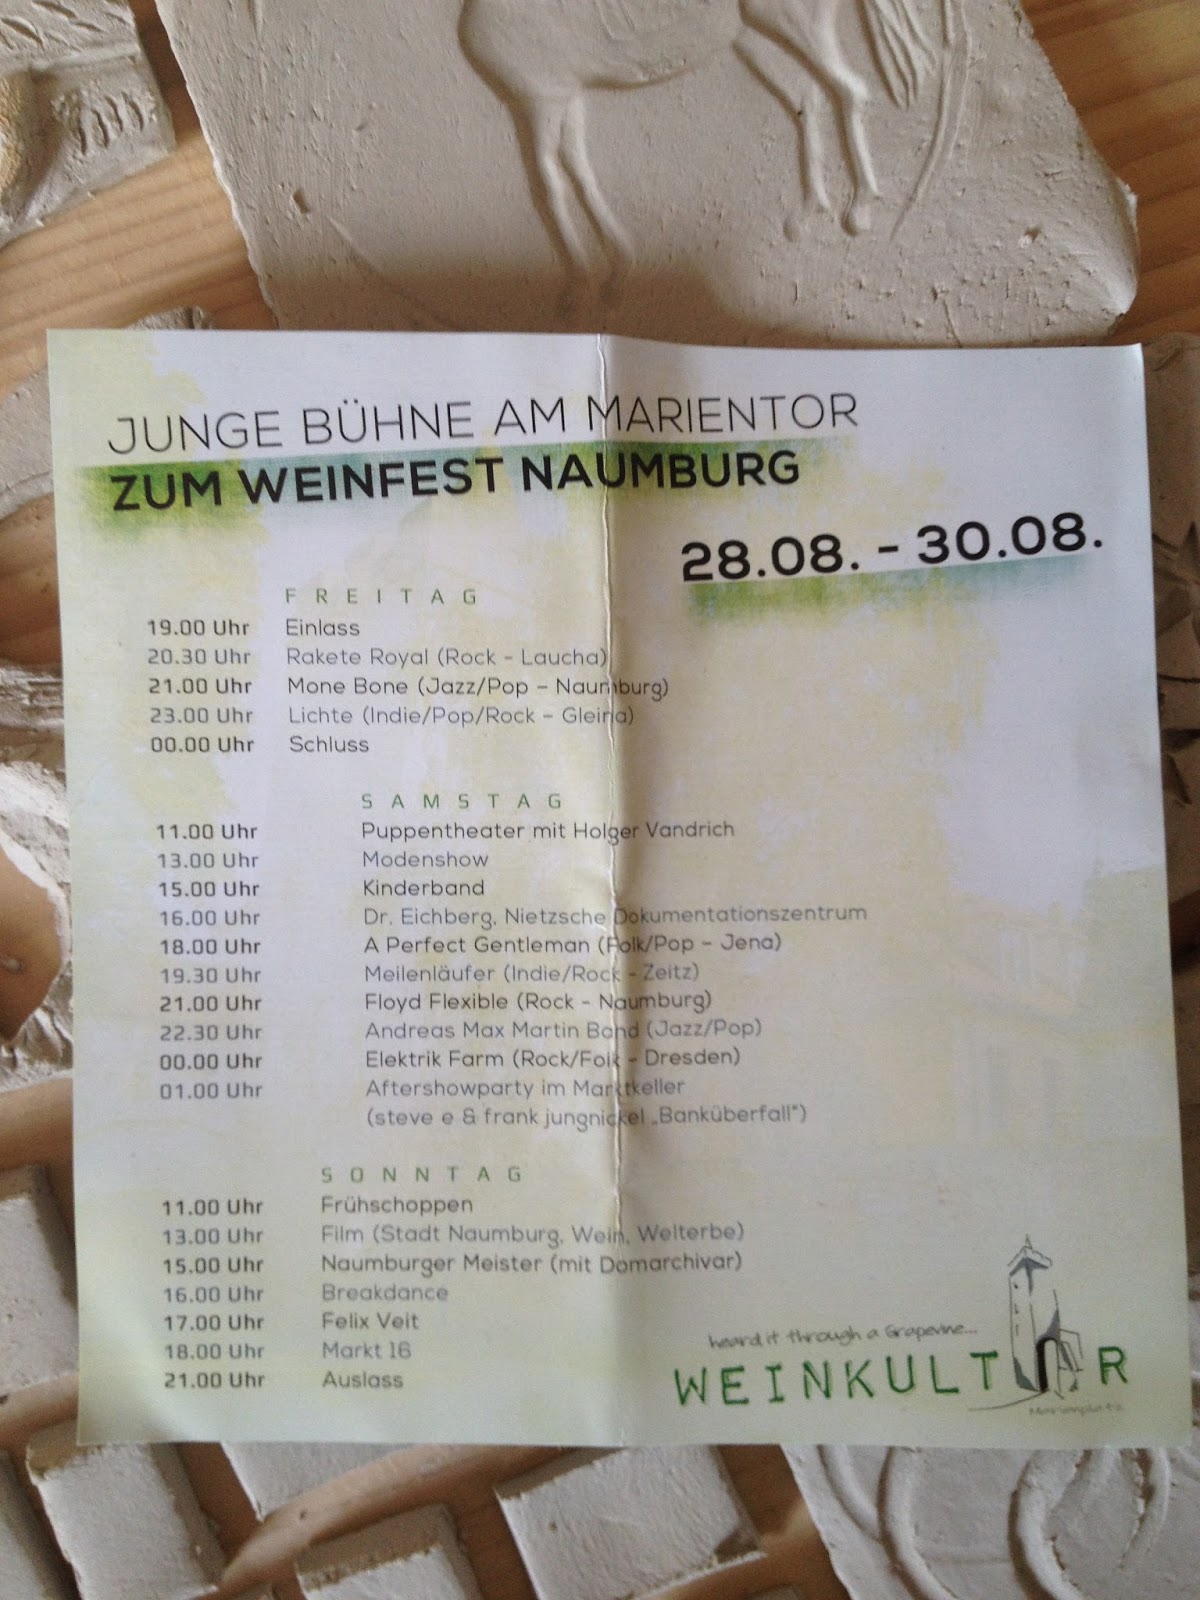 JUNGE BÜHNE AM MARIENTOR
ZUM WEINFEST NAUMBURG
28.08. - 30.08.
FREITAG
19.00 Uhr Einlass
20.30 Uhr Rakete Royal (Rock - Laucha)
21.00 Uhr Mone Bone (Jazz/Pop - Naumburg)
23.00 Uhr Lichte (Indie/Pop/Rock - Gleina)
00.00 Uhr Schluss
SAMSTAG
11.00 Uhr Puppentheater mit Holger Vandrich
13.00 Uhr Modenshow
15.00 Uhr Kinderband
16.00 Uhr Dr. Eichberg, Nietzsche Dokumentationszentrum
18.00 Uhr A Perfect Gentleman (Folk/Pop - Jena)
19.30 Uhr Meilenläufer (Indie/Rock - Zeitz)
21.00 Uhr Floyd Flexible (Rock - Naumburg)
22.30 Uhr Andreas Max Martin Band (Jazz/Pop)
00.00 Uhr Elektrik Farm (Rock/Folk - Dresden)
01.00 Uhr Aftershowparty im Marktkeller
(steve e & frank jungnickel „Banküberfall")
SONNTAG
11.00 Uhr Frühschoppen
13.00 Uhr Film (Stadt Naumburg, Wein, Welterbe)
15.00 Uhr Naumburger Meister (mit Domarchivar)
16.00 Uhr Breakdance
17.00 Uhr Felix Veit
18.00 Uhr Markt 16
21.00 Uhr Auslass
heard it through a Grapevine...
WEINKULTUR
Marienplatz